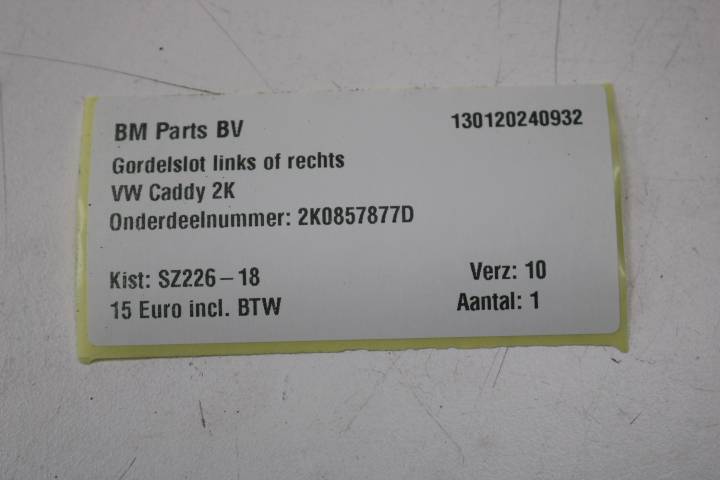 BM Parts BV 130120240932
Gordelslot links of rechts
VW Caddy 2K
Onderdeelnummer: 2K0857877D
Kist: SZ226-18 Verz: 10
15 Euro incl. BTW Aantal: 1